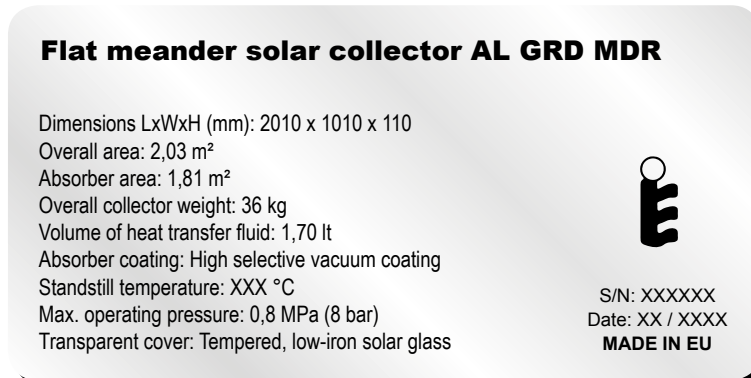 Flat meander solar collector AL GRD MDR
Dimensions LxWxH (mm): 2010 x 1010 x 110
Overall area: 2,03 m²
Absorber area: 1,81 m²
Overall collector weight: 36 kg
Volume of heat transfer fluid: 1,70 lt
Absorber coating: High selective vacuum coating
Standstill temperature: XXX °C
Max. operating pressure: 0,8 MPa (8 bar)
Transparent cover: Tempered, low-iron solar glass
S/N: XXXXXX
Date: XX / XXXX
MADE IN EU